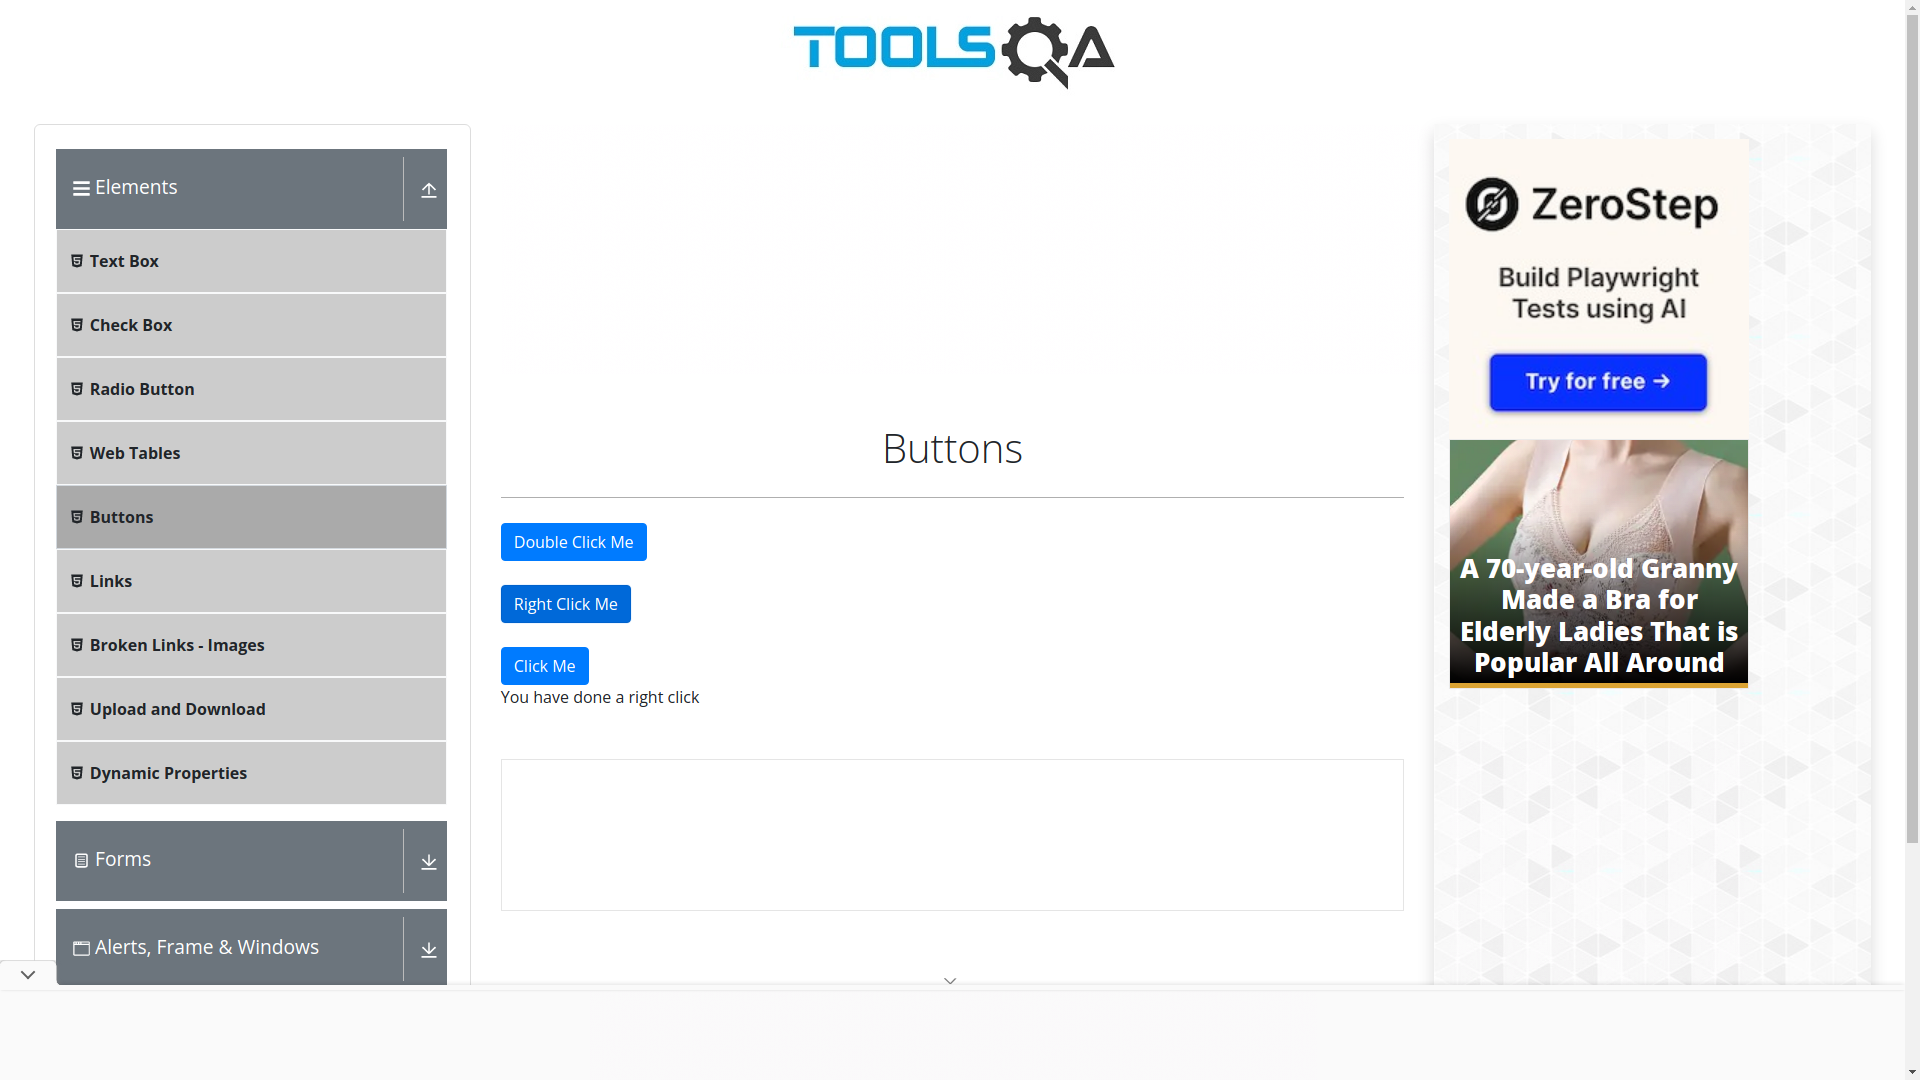 TOOLSQA
Elements
Text Box
Check Box
Radio Button
Web Tables
Buttons
Links
Broken Links - Images
Upload and Download
Dynamic Properties
Forms
Alerts, Frame & Windows
Buttons
Double Click Me
Right Click Me
Click Me
You have done a right click
ZeroStep
Build Playwright
Tests using AI
Try for free →
A 70-year-old Granny
Made a Bra for
Elderly Ladies That is
Popular All Around